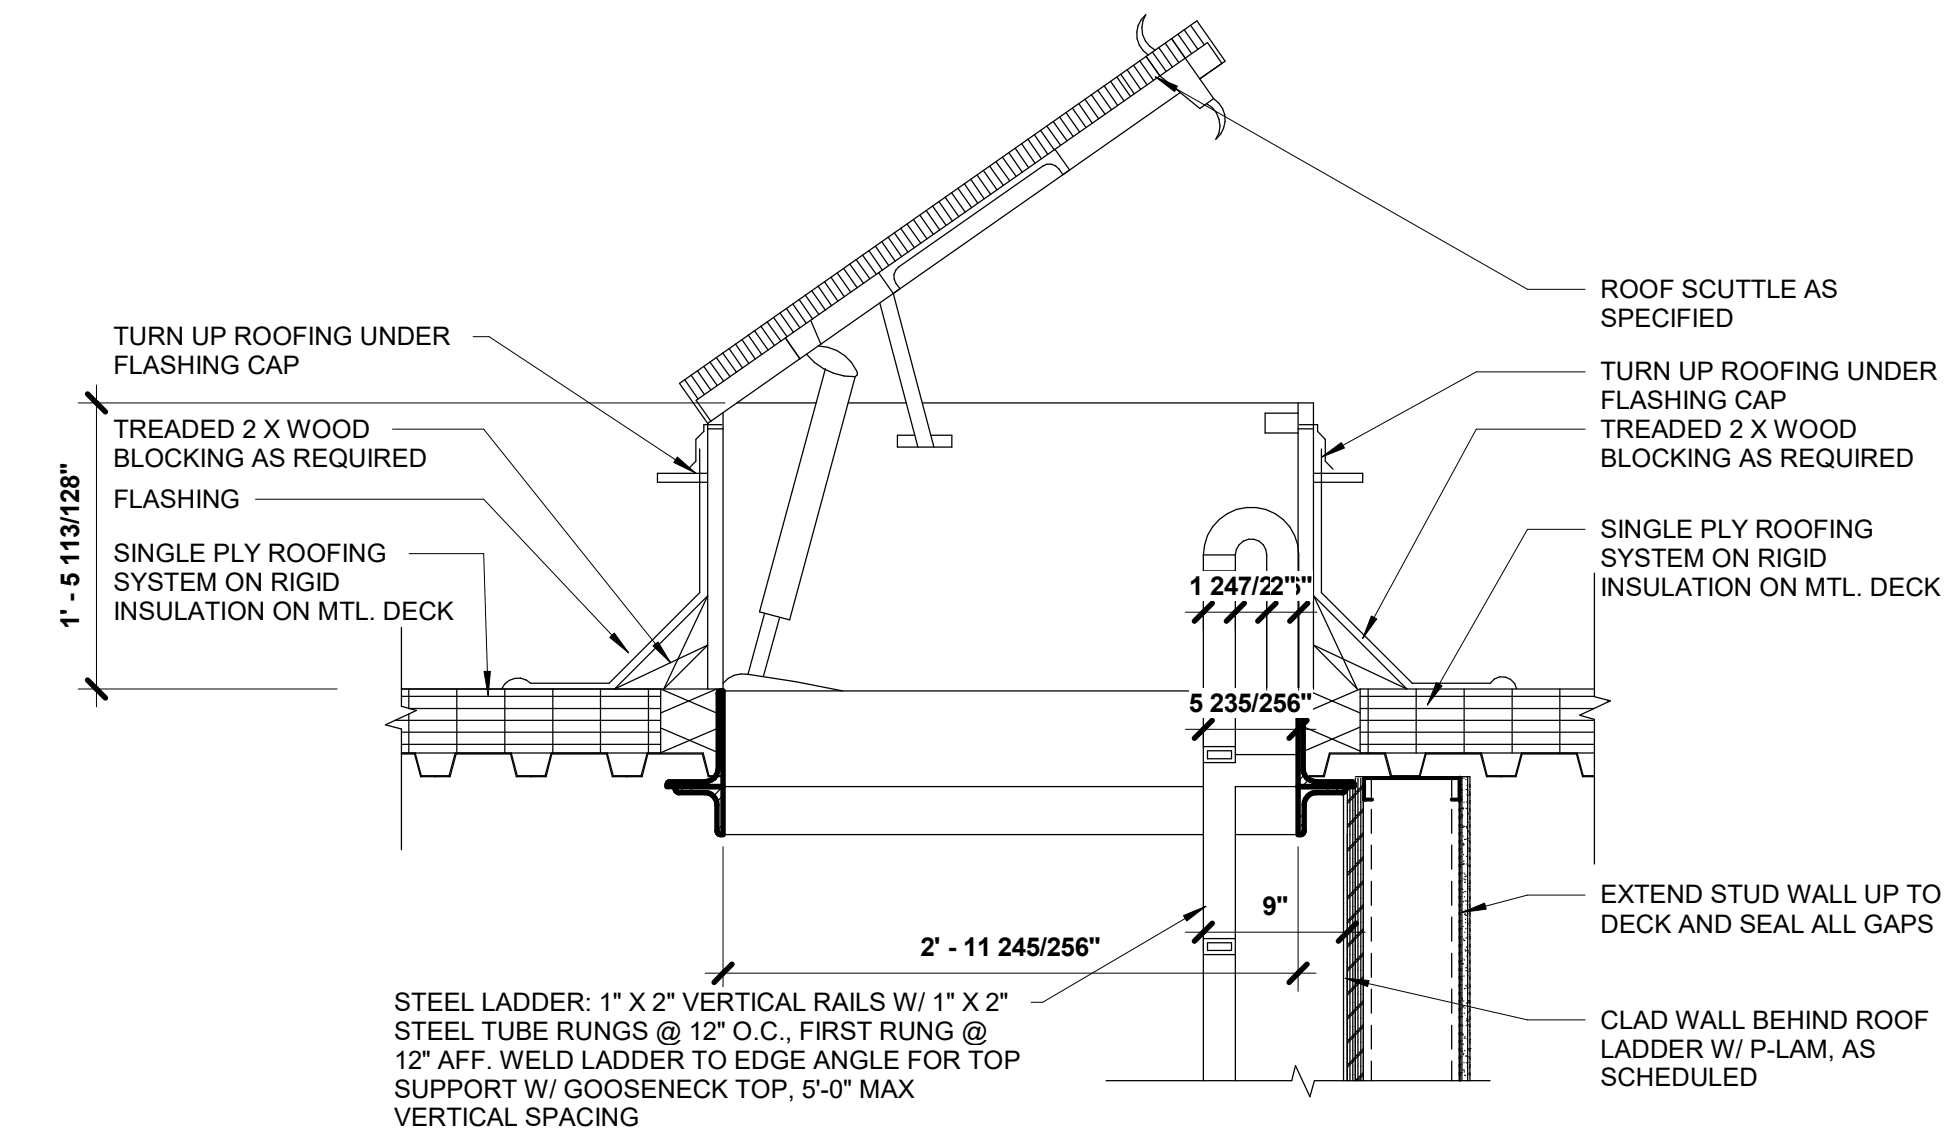 TURN UP ROOFING UNDER
FLASHING CAP
TREADED 2 X WOOD
BLOCKING AS REQUIRED
FLASHING
SINGLE PLY ROOFING
SYSTEM ON RIGID
INSULATION ON MTL. DECK
1' - 5 113/128"
ROOF SCUTTLE AS
SPECIFIED
TURN UP ROOFING UNDER
FLASHING CAP
TREADED 2 X WOOD
BLOCKING AS REQUIRED
SINGLE PLY ROOFING
SYSTEM ON RIGID
INSULATION ON MTL. DECK
5 235/256"
9"
2' - 11 245/256"
EXTEND STUD WALL UP TO
DECK AND SEAL ALL GAPS
STEEL LADDER: 1" X 2" VERTICAL RAILS W/ 1" X 2"
STEEL TUBE RUNGS @ 12" O.C., FIRST RUNG @
12" AFF. WELD LADDER TO EDGE ANGLE FOR TOP
SUPPORT W/ GOOSENECK TOP, 5'-0" MAX
VERTICAL SPACING
CLAD WALL BEHIND ROOF
LADDER W/ P-LAM, AS
SCHEDULED